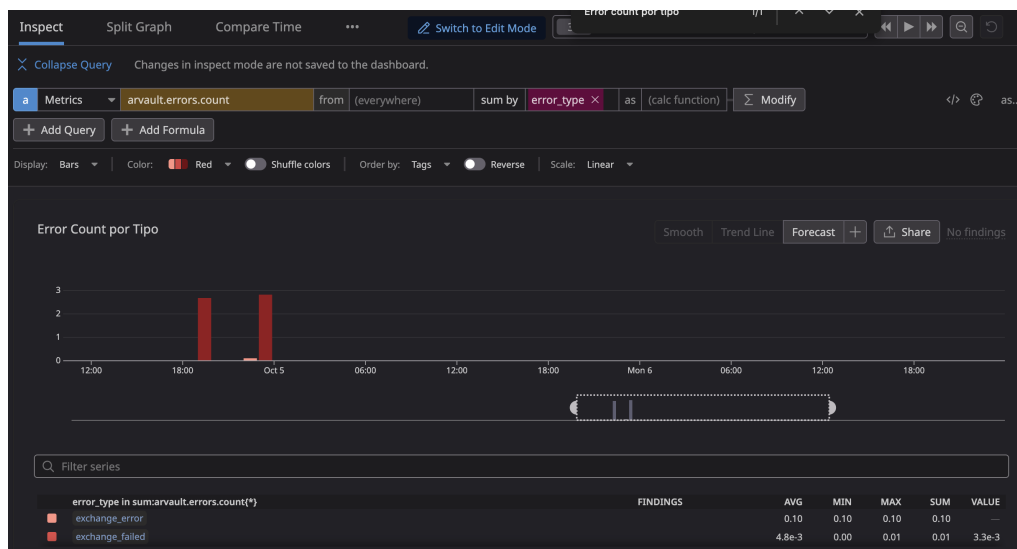 Error count por tipo 1/1
Inspect Split Graph Compare Time ••• Switch to Edit Mode
Collapse Query Changes in inspect mode are not saved to the dashboard.
a Metrics arvault.errors.count from (everywhere) sum by error_type × as (calc function) Σ Modify </> as...
+ Add Query + Add Formula
Display: Bars Color: Red Shuffle colors Order by: Tags Reverse Scale: Linear
Error Count por Tipo Smooth Trend Line Forecast + Share No findings
3
2
1
0
12:00 18:00 Oct 5 06:00 12:00 18:00 Mon 6 06:00 12:00 18:00
Filter series
error_type in sum:arvault.errors.count{*} FINDINGS AVG MIN MAX SUM VALUE
exchange_error 0.10 0.10 0.10 0.10 —
exchange_failed 4.8e-3 0.00 0.01 0.01 3.3e-3